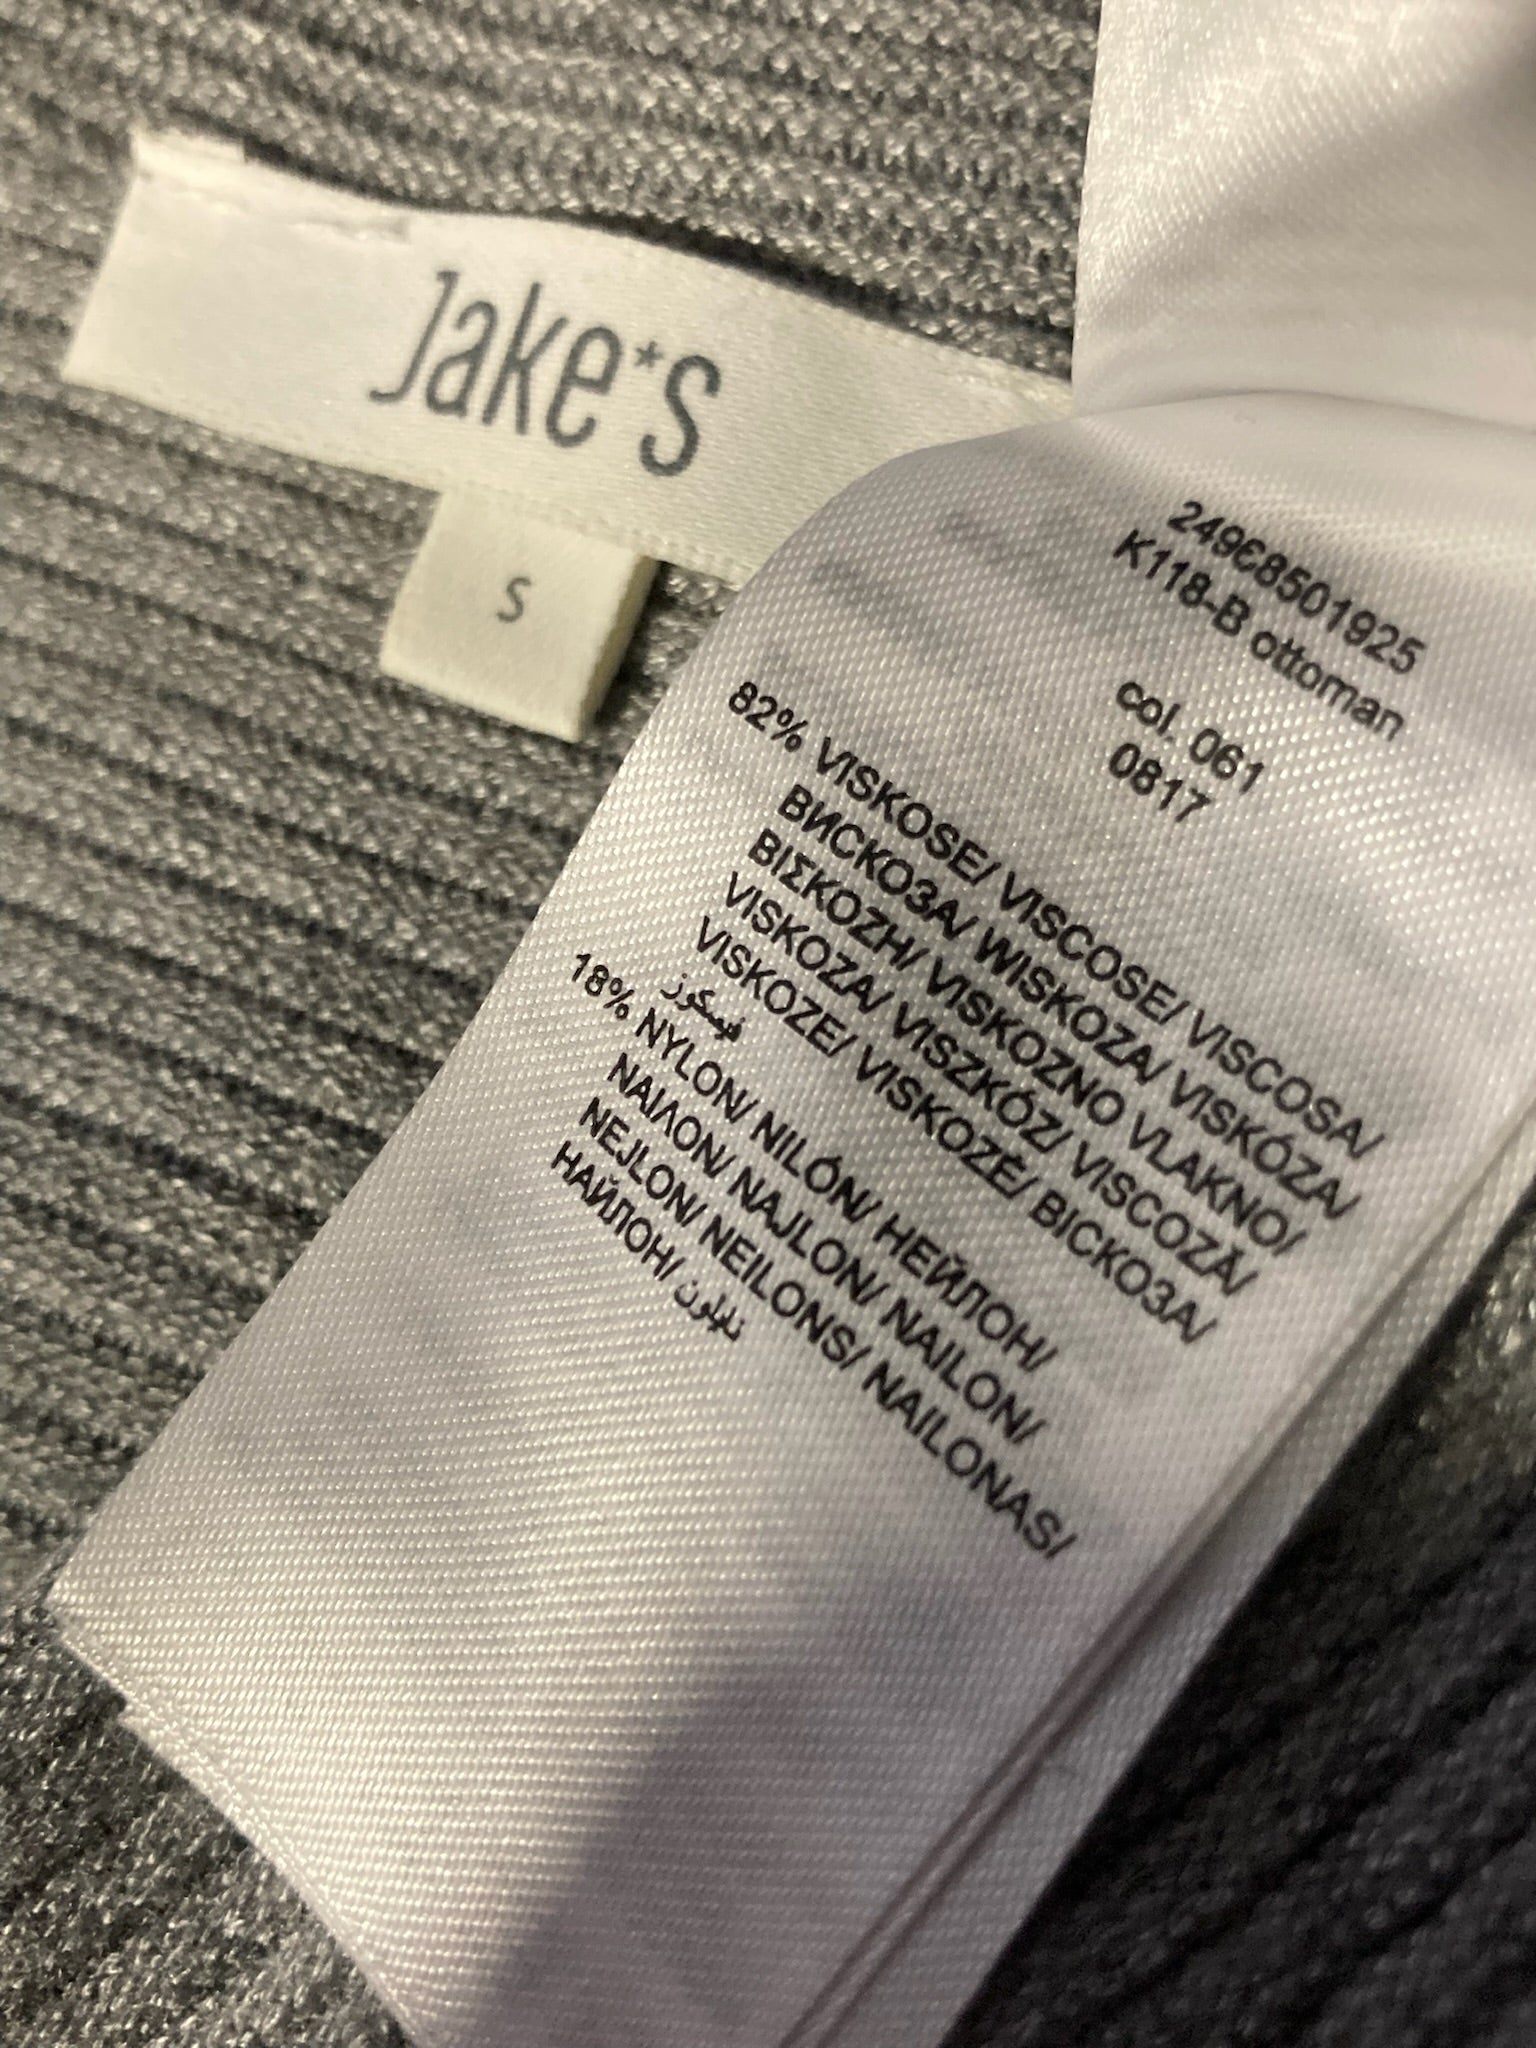 Jake*s
S
249€8501925
K118-B ottoman
col. 061
0817
82% VISKOSE/ VISCOSE/ VISCOSA/
ВИСКОЗА/ WISKOZA/ VISKÓZA/
ΒΙΣΚΟΖΗ/ VISKOZNO VLAKNO/
VISKOZA/ VISZKÓZ/ VISCOZĂ/
VISKOZE/ VISKOZĖ/ ВІСКОЗА/
فيسكوز
18% NYLON/ NILÓN/ НЕЙЛОН/
ΝΑΙΛΟΝ/ NAJLON/ NAILON/
NEJLON/ NEILONS/ NAILONAS/
НАЙЛОН/ نايلون